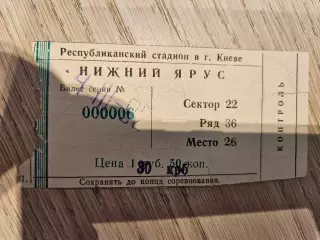 Республиканский стадион в г. Киеве
НИЖНИЙ ЯРУС
Билет серии №
000006
Сектор 22
Ряд 36
Место 26
Цена 1 руб. 50 коп.
30 крб
Сохранять до конца соревнования.
КОНТРОЛЬ